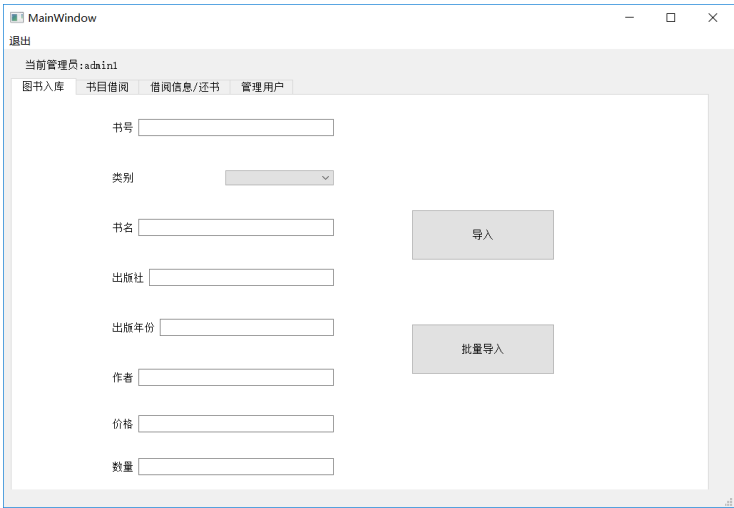 MainWindow
退出
当前管理员:admin1
图书入库 书目借阅 借阅信息/还书 管理用户
书号
类别
书名
导入
出版社
出版年份
批量导入
作者
价格
数量